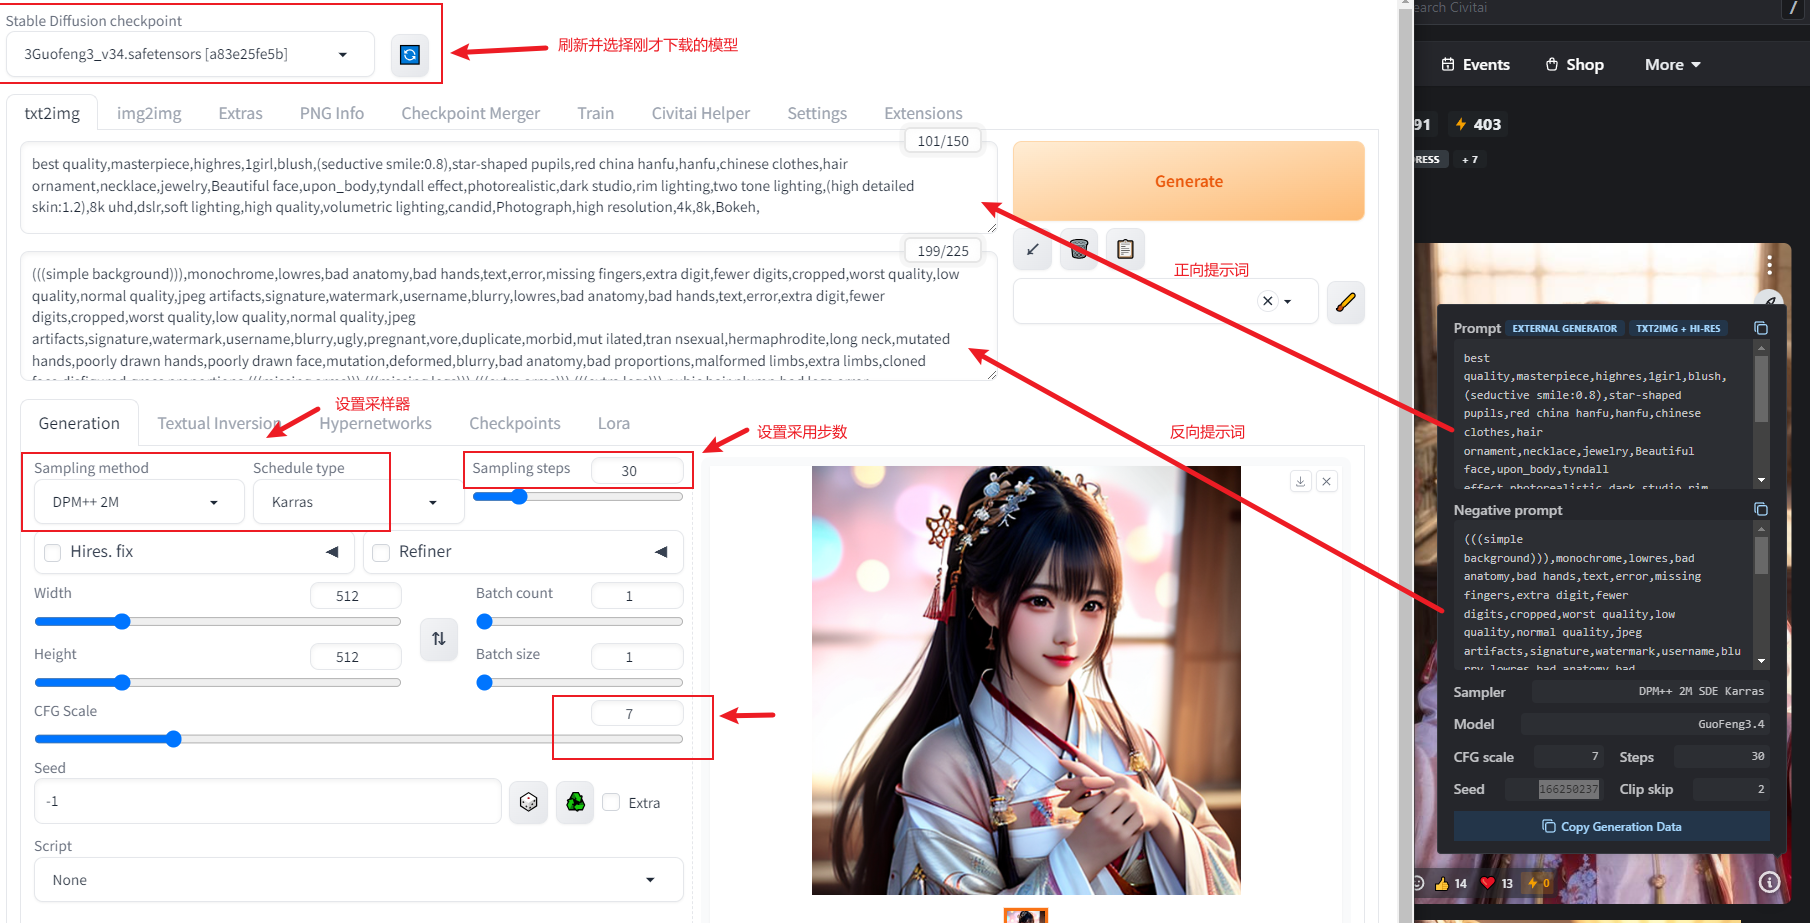 Stable Diffusion checkpoint
3Guofeng3_v34.safetensors [a83e25fe5b]
刷新并选择刚才下载的模型
txt2img
img2img
Extras
PNG Info
Checkpoint Merger
Train
Civitai Helper
Settings
Extensions
101/150
best quality,masterpiece,highres,1girl,blush,(seductive smile:0.8),star-shaped pupils,red china hanfu,hanfu,chinese clothes,hair
ornament,necklace,jewelry,Beautiful face,upon_body,tyndall effect,photorealistic,dark studio,rim lighting,two tone lighting,(high detailed
skin:1.2),8k uhd,dslr,soft lighting,high quality,volumetric lighting,candid,Photograph,high resolution,4k,8k,Bokeh,
Generate
199/225
(((simple background))),monochrome,lowres,bad anatomy,bad hands,text,error,missing fingers,extra digit,fewer digits,cropped,worst quality,low
quality,normal quality,jpeg artifacts,signature,watermark,username,blurry,lowres,bad anatomy,bad hands,text,error,extra digit,fewer
digits,cropped,worst quality,low quality,normal quality,jpeg
artifacts,signature,watermark,username,blurry,ugly,pregnant,vore,duplicate,morbid,mut ilated,tran nsexual,hermaphrodite,long neck,mutated
hands,poorly drawn hands,poorly drawn face,mutation,deformed,blurry,bad anatomy,bad proportions,malformed limbs,extra limbs,cloned
正向提示词
反向提示词
Generation
Textual Inversion
Hypernetworks
Checkpoints
Lora
设置采样器
设置采用步数
Sampling method
DPM++ 2M
Schedule type
Karras
Sampling steps
30
Hires. fix
Refiner
Width
512
Batch count
1
Height
512
Batch size
1
CFG Scale
7
Seed
-1
Extra
Script
None
earch Civitai
/
Events
Shop
More
91
403
RESS
+ 7
Prompt
EXTERNAL GENERATOR
TXT2IMG + HI-RES
best
quality,masterpiece,highres,1girl,blush,
(seductive smile:0.8),star-shaped
pupils,red china hanfu,hanfu,chinese
clothes,hair
ornament,necklace,jewelry,Beautiful
face,upon_body,tyndall
effect,photorealistic,dark studio,rim
Negative prompt
(((simple
background))),monochrome,lowres,bad
anatomy,bad hands,text,error,missing
fingers,extra digit,fewer
digits,cropped,worst quality,low
quality,normal quality,jpeg
artifacts,signature,watermark,username,blu
rry,lowres,bad anatomy,bad
Sampler
DPM++ 2M SDE Karras
Model
GuoFeng3.4
CFG scale
7
Steps
30
Seed
166250237
Clip skip
2
Copy Generation Data
14
13
0